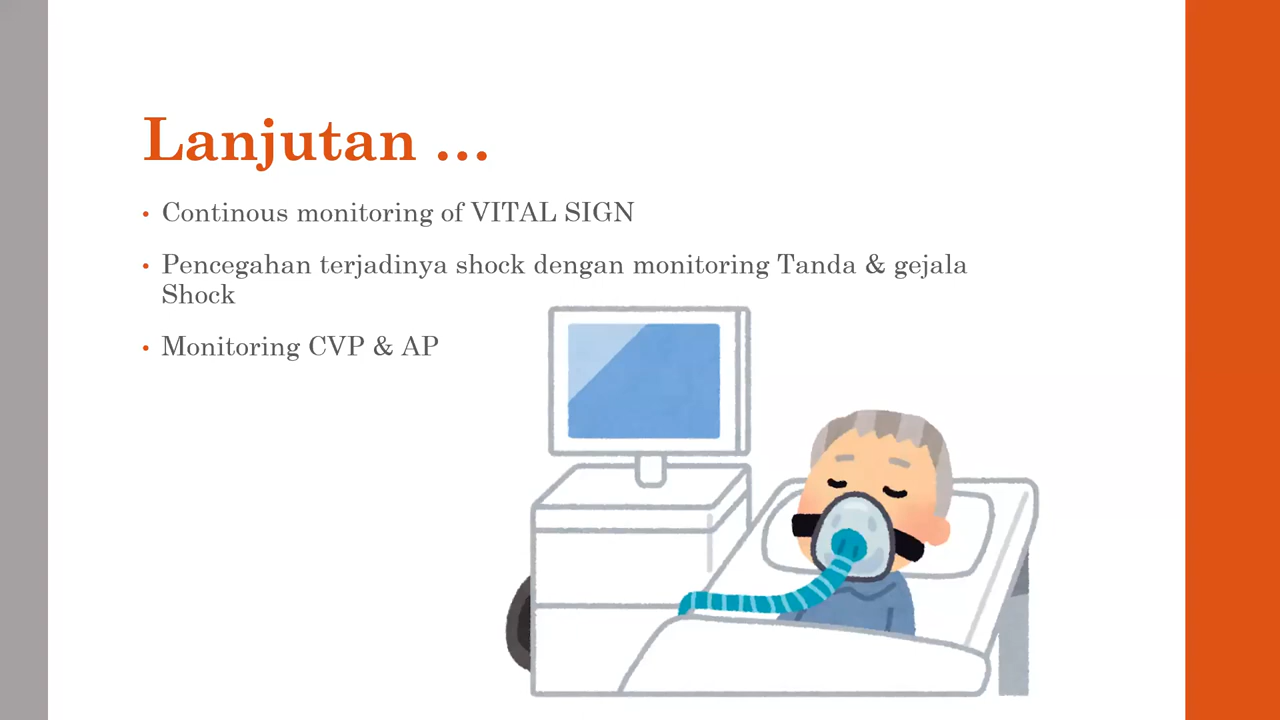 Lanjutan ...
• Continous monitoring of VITAL SIGN
• Pencegahan terjadinya shock dengan monitoring Tanda & gejala
Shock
• Monitoring CVP & AP